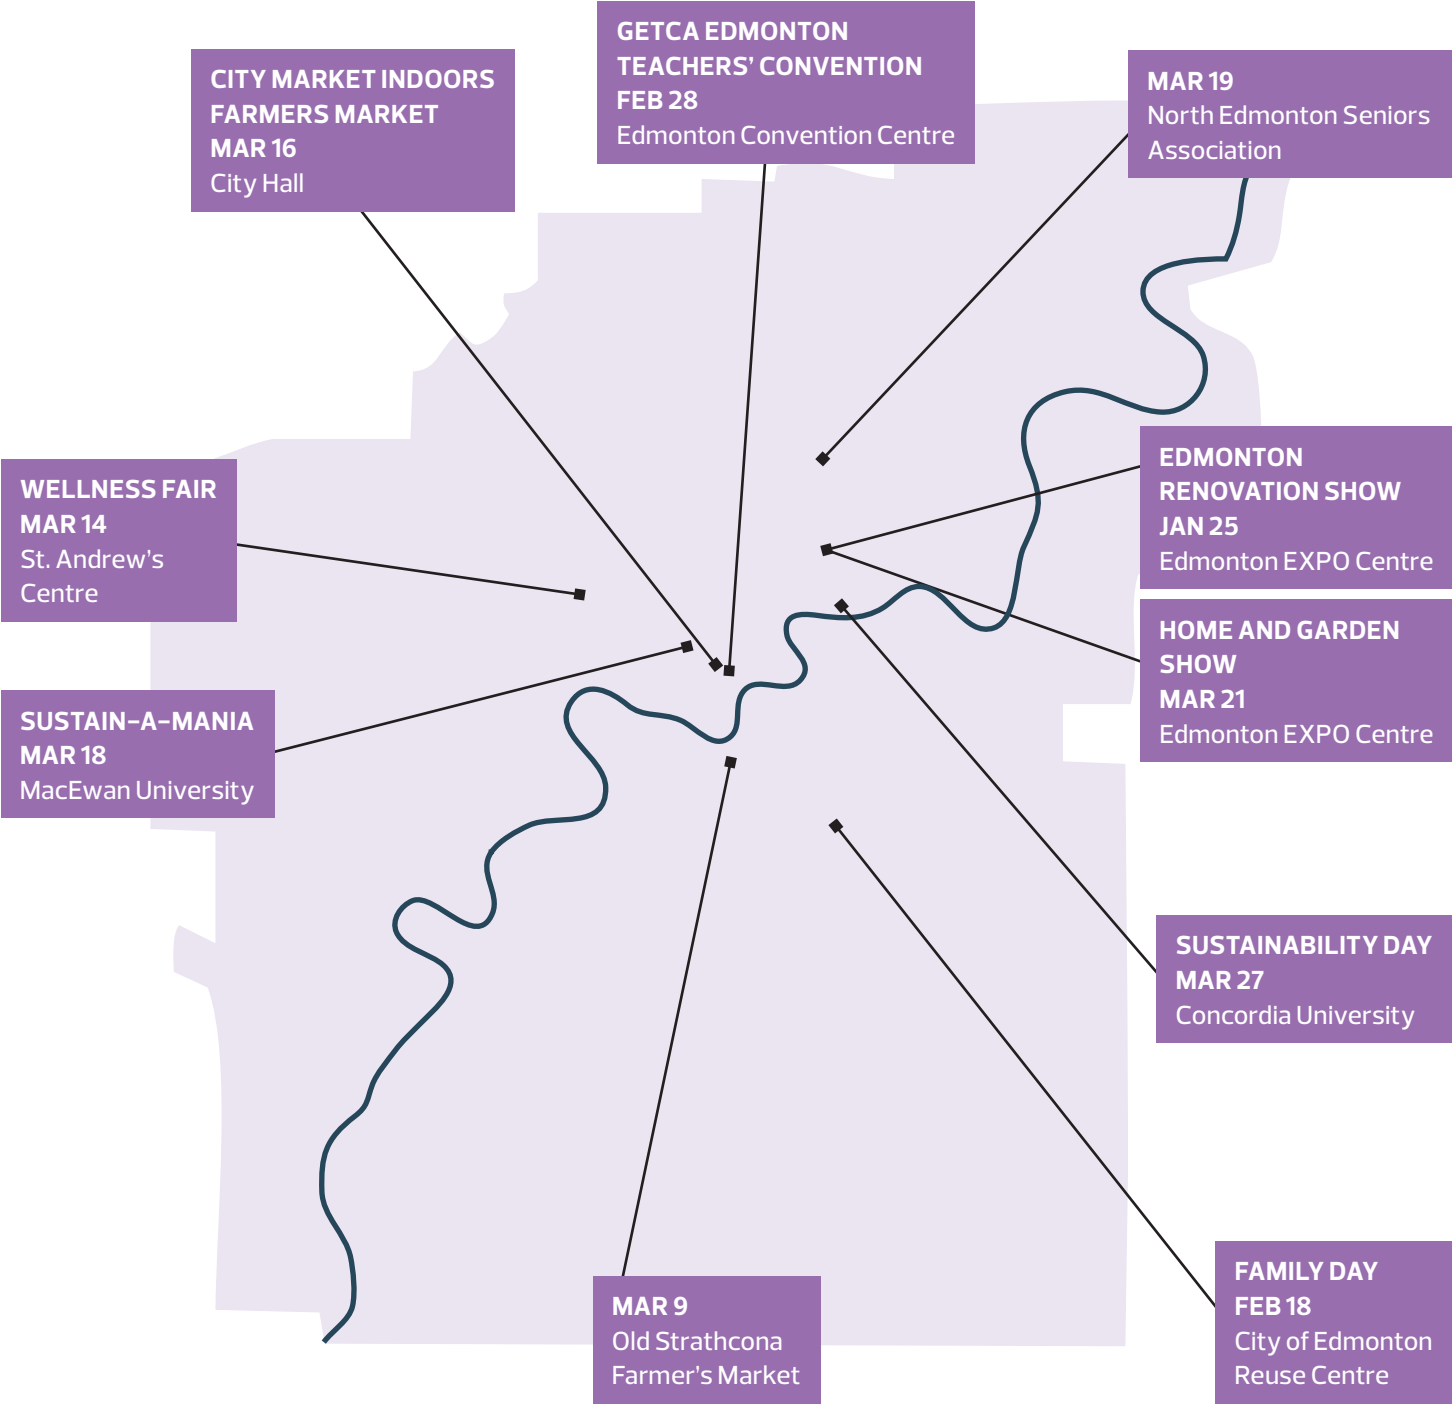 GETCA EDMONTON
TEACHERS’ CONVENTION
FEB 28
Edmonton Convention Centre
CITY MARKET INDOORS
FARMERS MARKET
MAR 16
City Hall
MAR 19
North Edmonton Seniors
Association
WELLNESS FAIR
MAR 14
St. Andrew’s
Centre
EDMONTON
RENOVATION SHOW
JAN 25
Edmonton EXPO Centre
HOME AND GARDEN
SHOW
MAR 21
Edmonton EXPO Centre
SUSTAIN–A–MANIA
MAR 18
MacEwan University
SUSTAINABILITY DAY
MAR 27
Concordia University
MAR 9
Old Strathcona
Farmer’s Market
FAMILY DAY
FEB 18
City of Edmonton
Reuse Centre